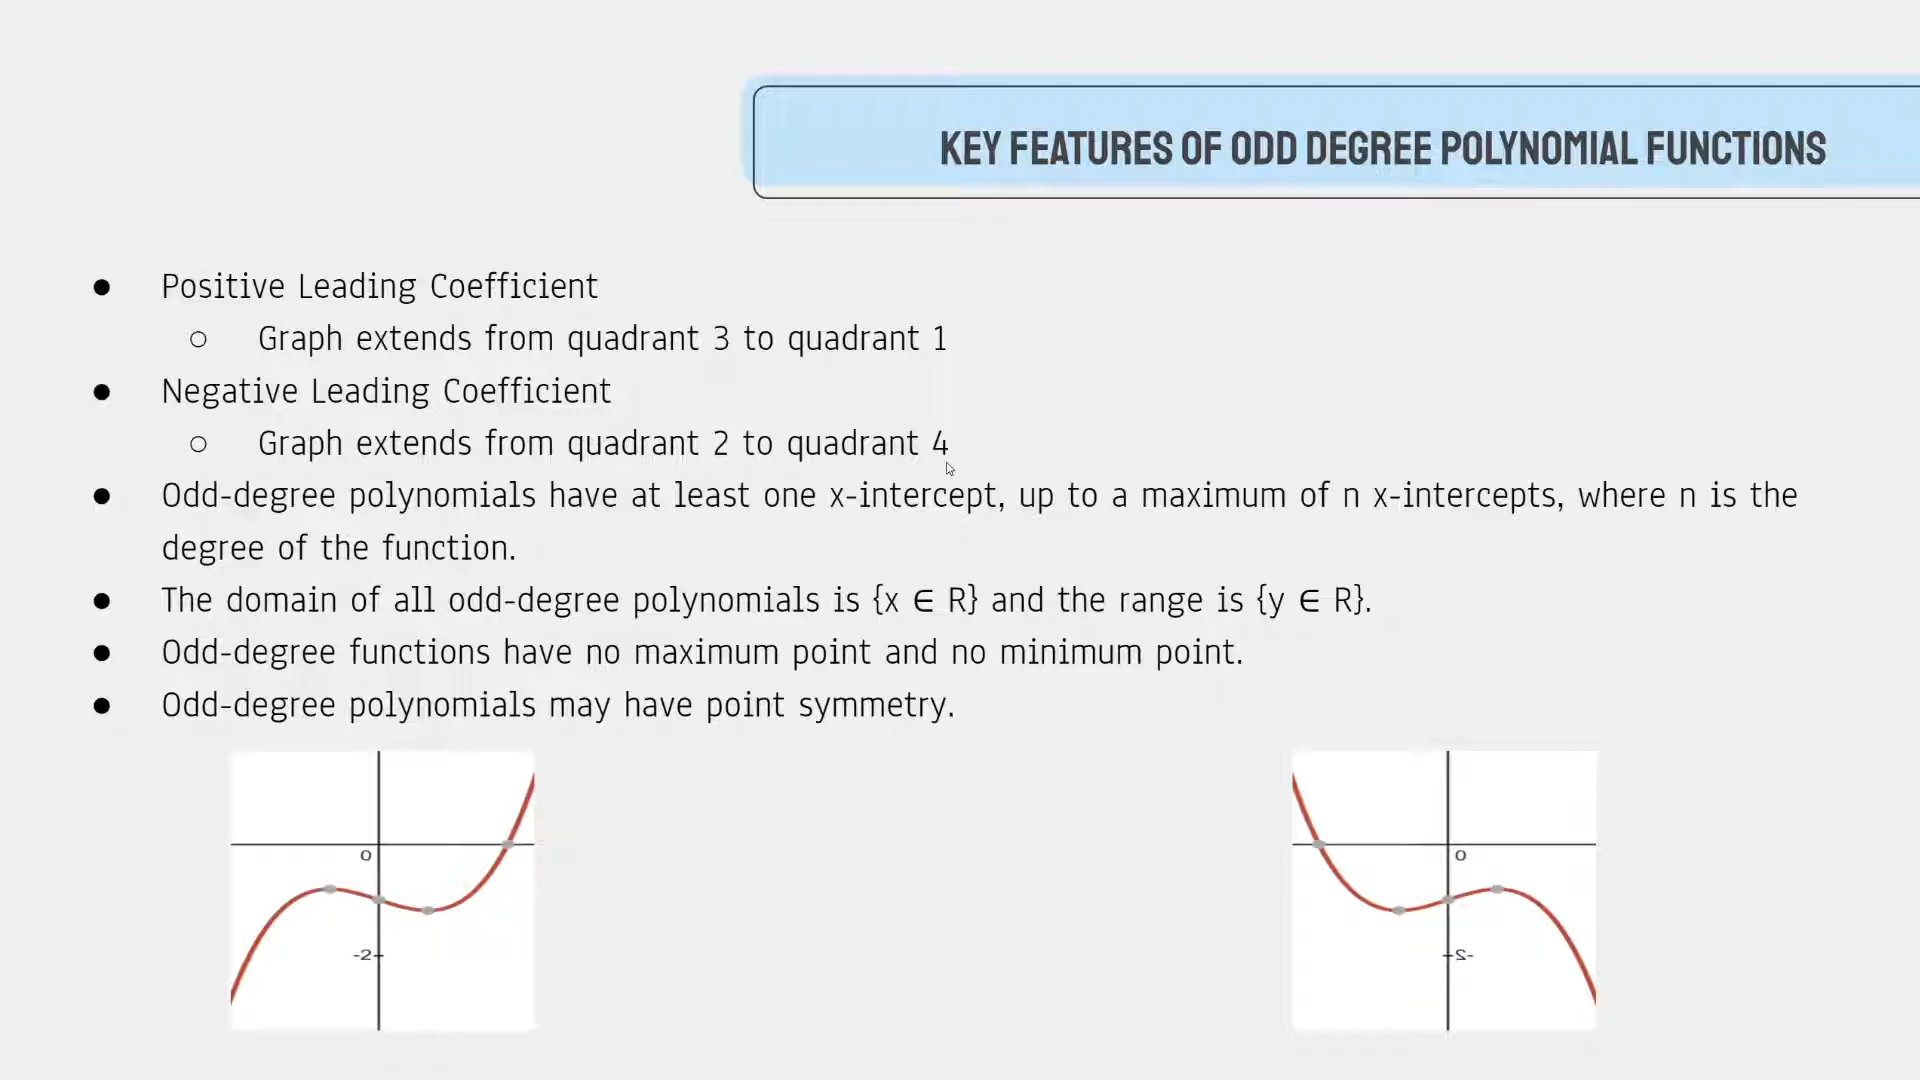 KEY FEATURES OF ODD DEGREE POLYNOMIAL FUNCTIONS
● Positive Leading Coefficient
○ Graph extends from quadrant 3 to quadrant 1
● Negative Leading Coefficient
○ Graph extends from quadrant 2 to quadrant 4
● Odd-degree polynomials have at least one x-intercept, up to a maximum of n x-intercepts, where n is the
degree of the function.
● The domain of all odd-degree polynomials is {x ∈ R} and the range is {y ∈ R}.
● Odd-degree functions have no maximum point and no minimum point.
● Odd-degree polynomials may have point symmetry.
0
-2
0
-2